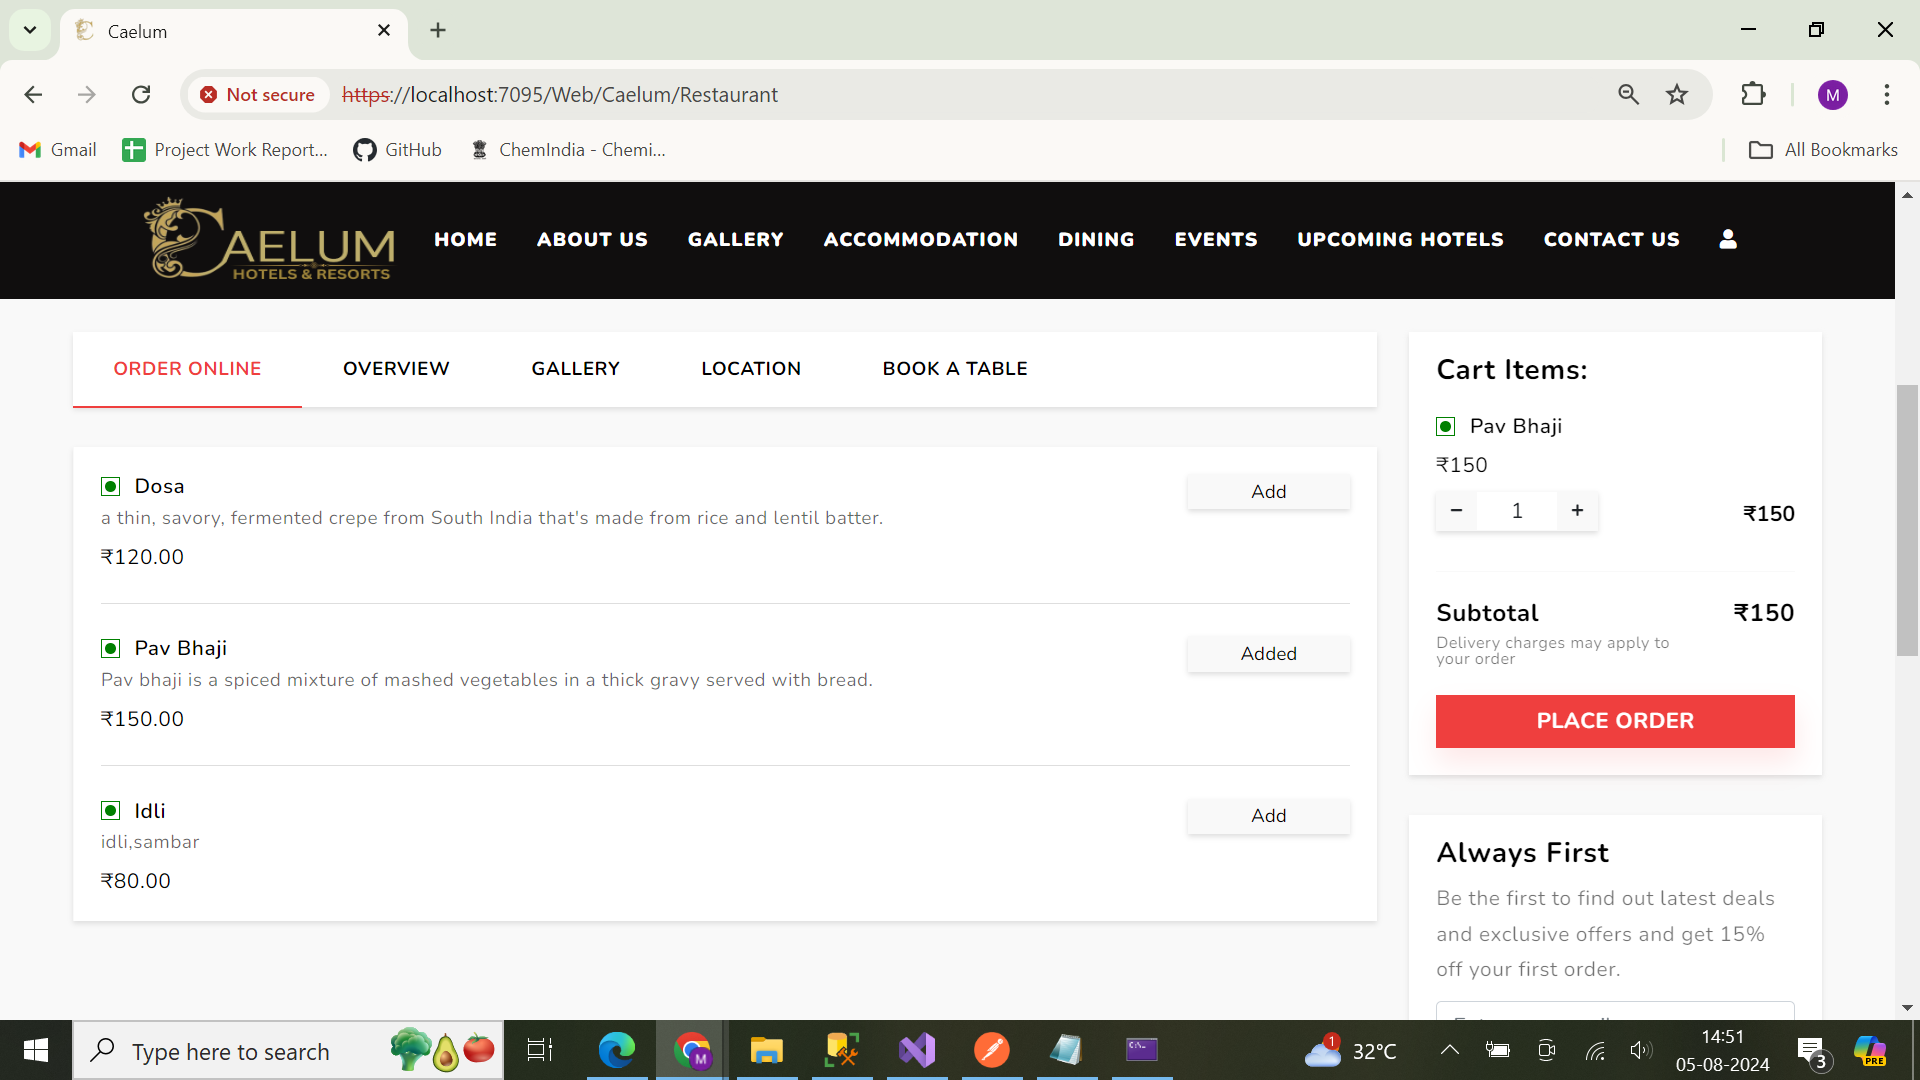 Caelum
Not secure
https://localhost:7095/Web/Caelum/Restaurant
M
Gmail
Project Work Report...
GitHub
ChemIndia - Chemi...
All Bookmarks
CAELUM
HOTELS & RESORTS
HOME
ABOUT US
GALLERY
ACCOMMODATION
DINING
EVENTS
UPCOMING HOTELS
CONTACT US
ORDER ONLINE
OVERVIEW
GALLERY
LOCATION
BOOK A TABLE
Dosa
Add
a thin, savory, fermented crepe from South India that's made from rice and lentil batter.
₹120.00
Pav Bhaji
Added
Pav bhaji is a spiced mixture of mashed vegetables in a thick gravy served with bread.
₹150.00
Idli
Add
idli,sambar
₹80.00
Cart Items:
Pav Bhaji
₹150
− 1 +
₹150
Subtotal
₹150
Delivery charges may apply to
your order
PLACE ORDER
Always First
Be the first to find out latest deals
and exclusive offers and get 15%
off your first order.
Type here to search
M
1
32°C
14:51
05-08-2024
3
PRE